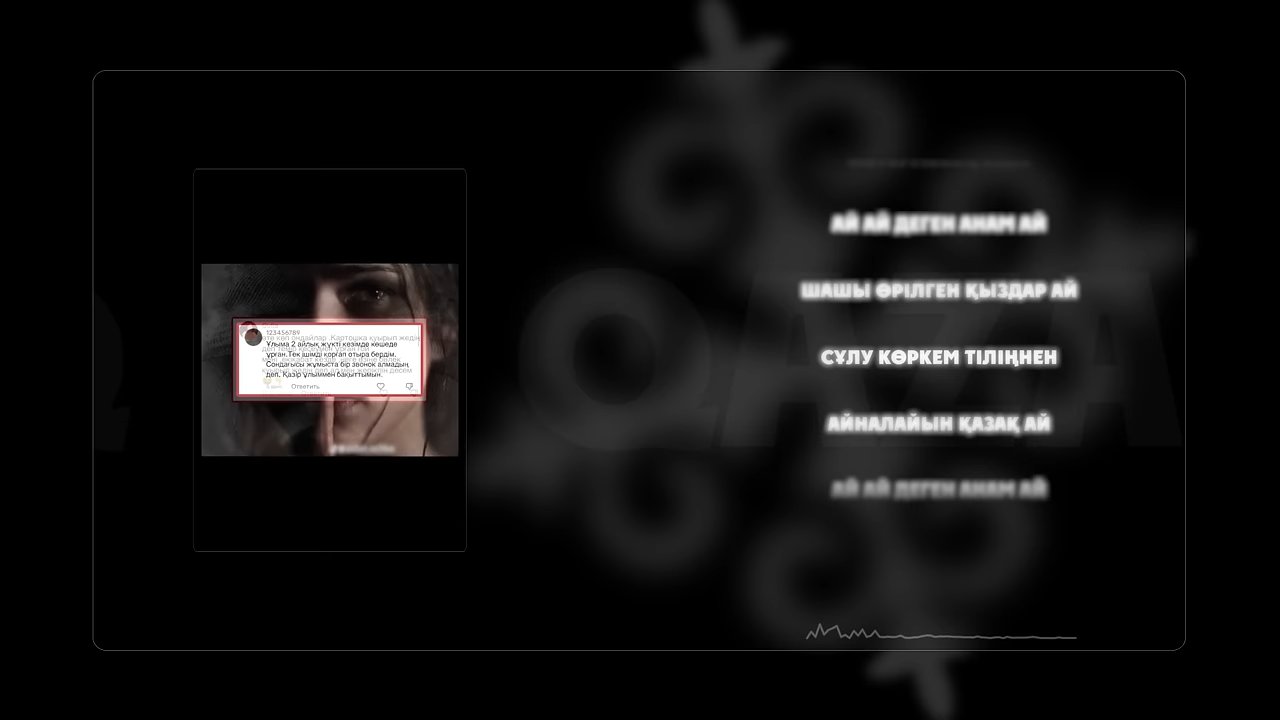 123456789
Ұлыма 2 айлық жүкті кезімде көшеде
ұрған.Тек ішімді қорғап отыра бердім.
Сондағысы жұмыста бір звонок алмадың
деп. Қазір ұлыммен бақыттымын.
Ответить
АЙ АЙ ДЕГЕН АНАМ АЙ
ШАШЫ ӨРІЛГЕН ҚЫЗДАР АЙ
СҰЛУ КӨРКЕМ ТІЛІҢНЕН
АЙНАЛАЙЫН ҚАЗАҚ АЙ
АЙ АЙ ДЕГЕН АНАМ АЙ
QAZA